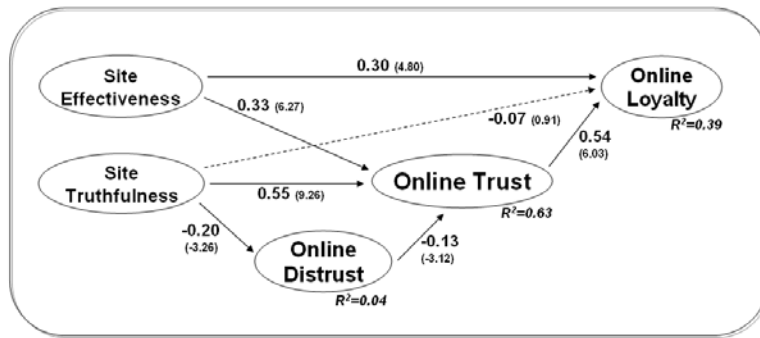 Site
Effectiveness
0.30 (4.80)
Online
Loyalty
R²=0.39
0.33 (6.27)
-0.07 (0.91)
0.54
(6.03)
Site
Truthfulness
0.55 (9.26)
Online Trust
R²=0.63
-0.20
(-3.26)
Online
Distrust
R²=0.04
-0.13
(-3.12)